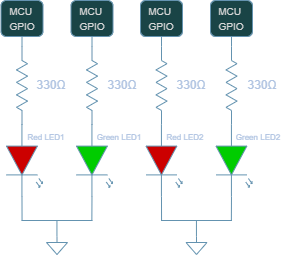 MCU
GPIO
MCU
GPIO
MCU
GPIO
MCU
GPIO
330Ω
330Ω
330Ω
330Ω
Red LED1
Green LED1
Red LED2
Green LED2